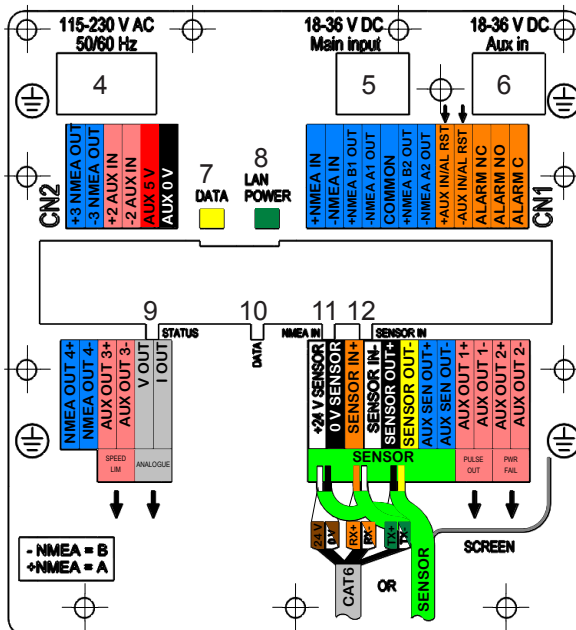 115-230 V AC
50/60 Hz
18-36 V DC
Main input
18-36 V DC
Aux in
4
5
6
CN2
+3 NMEA OUT
-3 NMEA OUT
+2 AUX IN
-2 AUX IN
AUX 5 V
AUX 0 V
7
DATA
8
LAN
POWER
+NMEA IN
-NMEA IN
+NMEA B1 OUT
-NMEA A1 OUT
COMMON
+NMEA B2 OUT
-NMEA A2 OUT
+AUX IN/AL RST
-AUX IN/AL RST
ALARM NC
ALARM NO
ALARM C
CN1
9
STATUS
10
DATA
11
NMEA IN
12
SENSOR IN
NMEA OUT 4+
NMEA OUT 4-
AUX OUT 3+
AUX OUT 3-
V OUT
I OUT
SPEED
LIM
ANALOGUE
+24 V SENSOR
0 V SENSOR
SENSOR IN+
SENSOR IN-
SENSOR OUT+
SENSOR OUT-
AUX SEN OUT+
AUX SEN OUT-
AUX OUT 1+
AUX OUT 1-
AUX OUT 2+
AUX OUT 2-
SENSOR
PULSE
OUT
PWR
FAIL
24 V
0 V
RX+
RX-
TX+
TX-
CAT6
OR
SENSOR
SCREEN
- NMEA = B
+NMEA = A